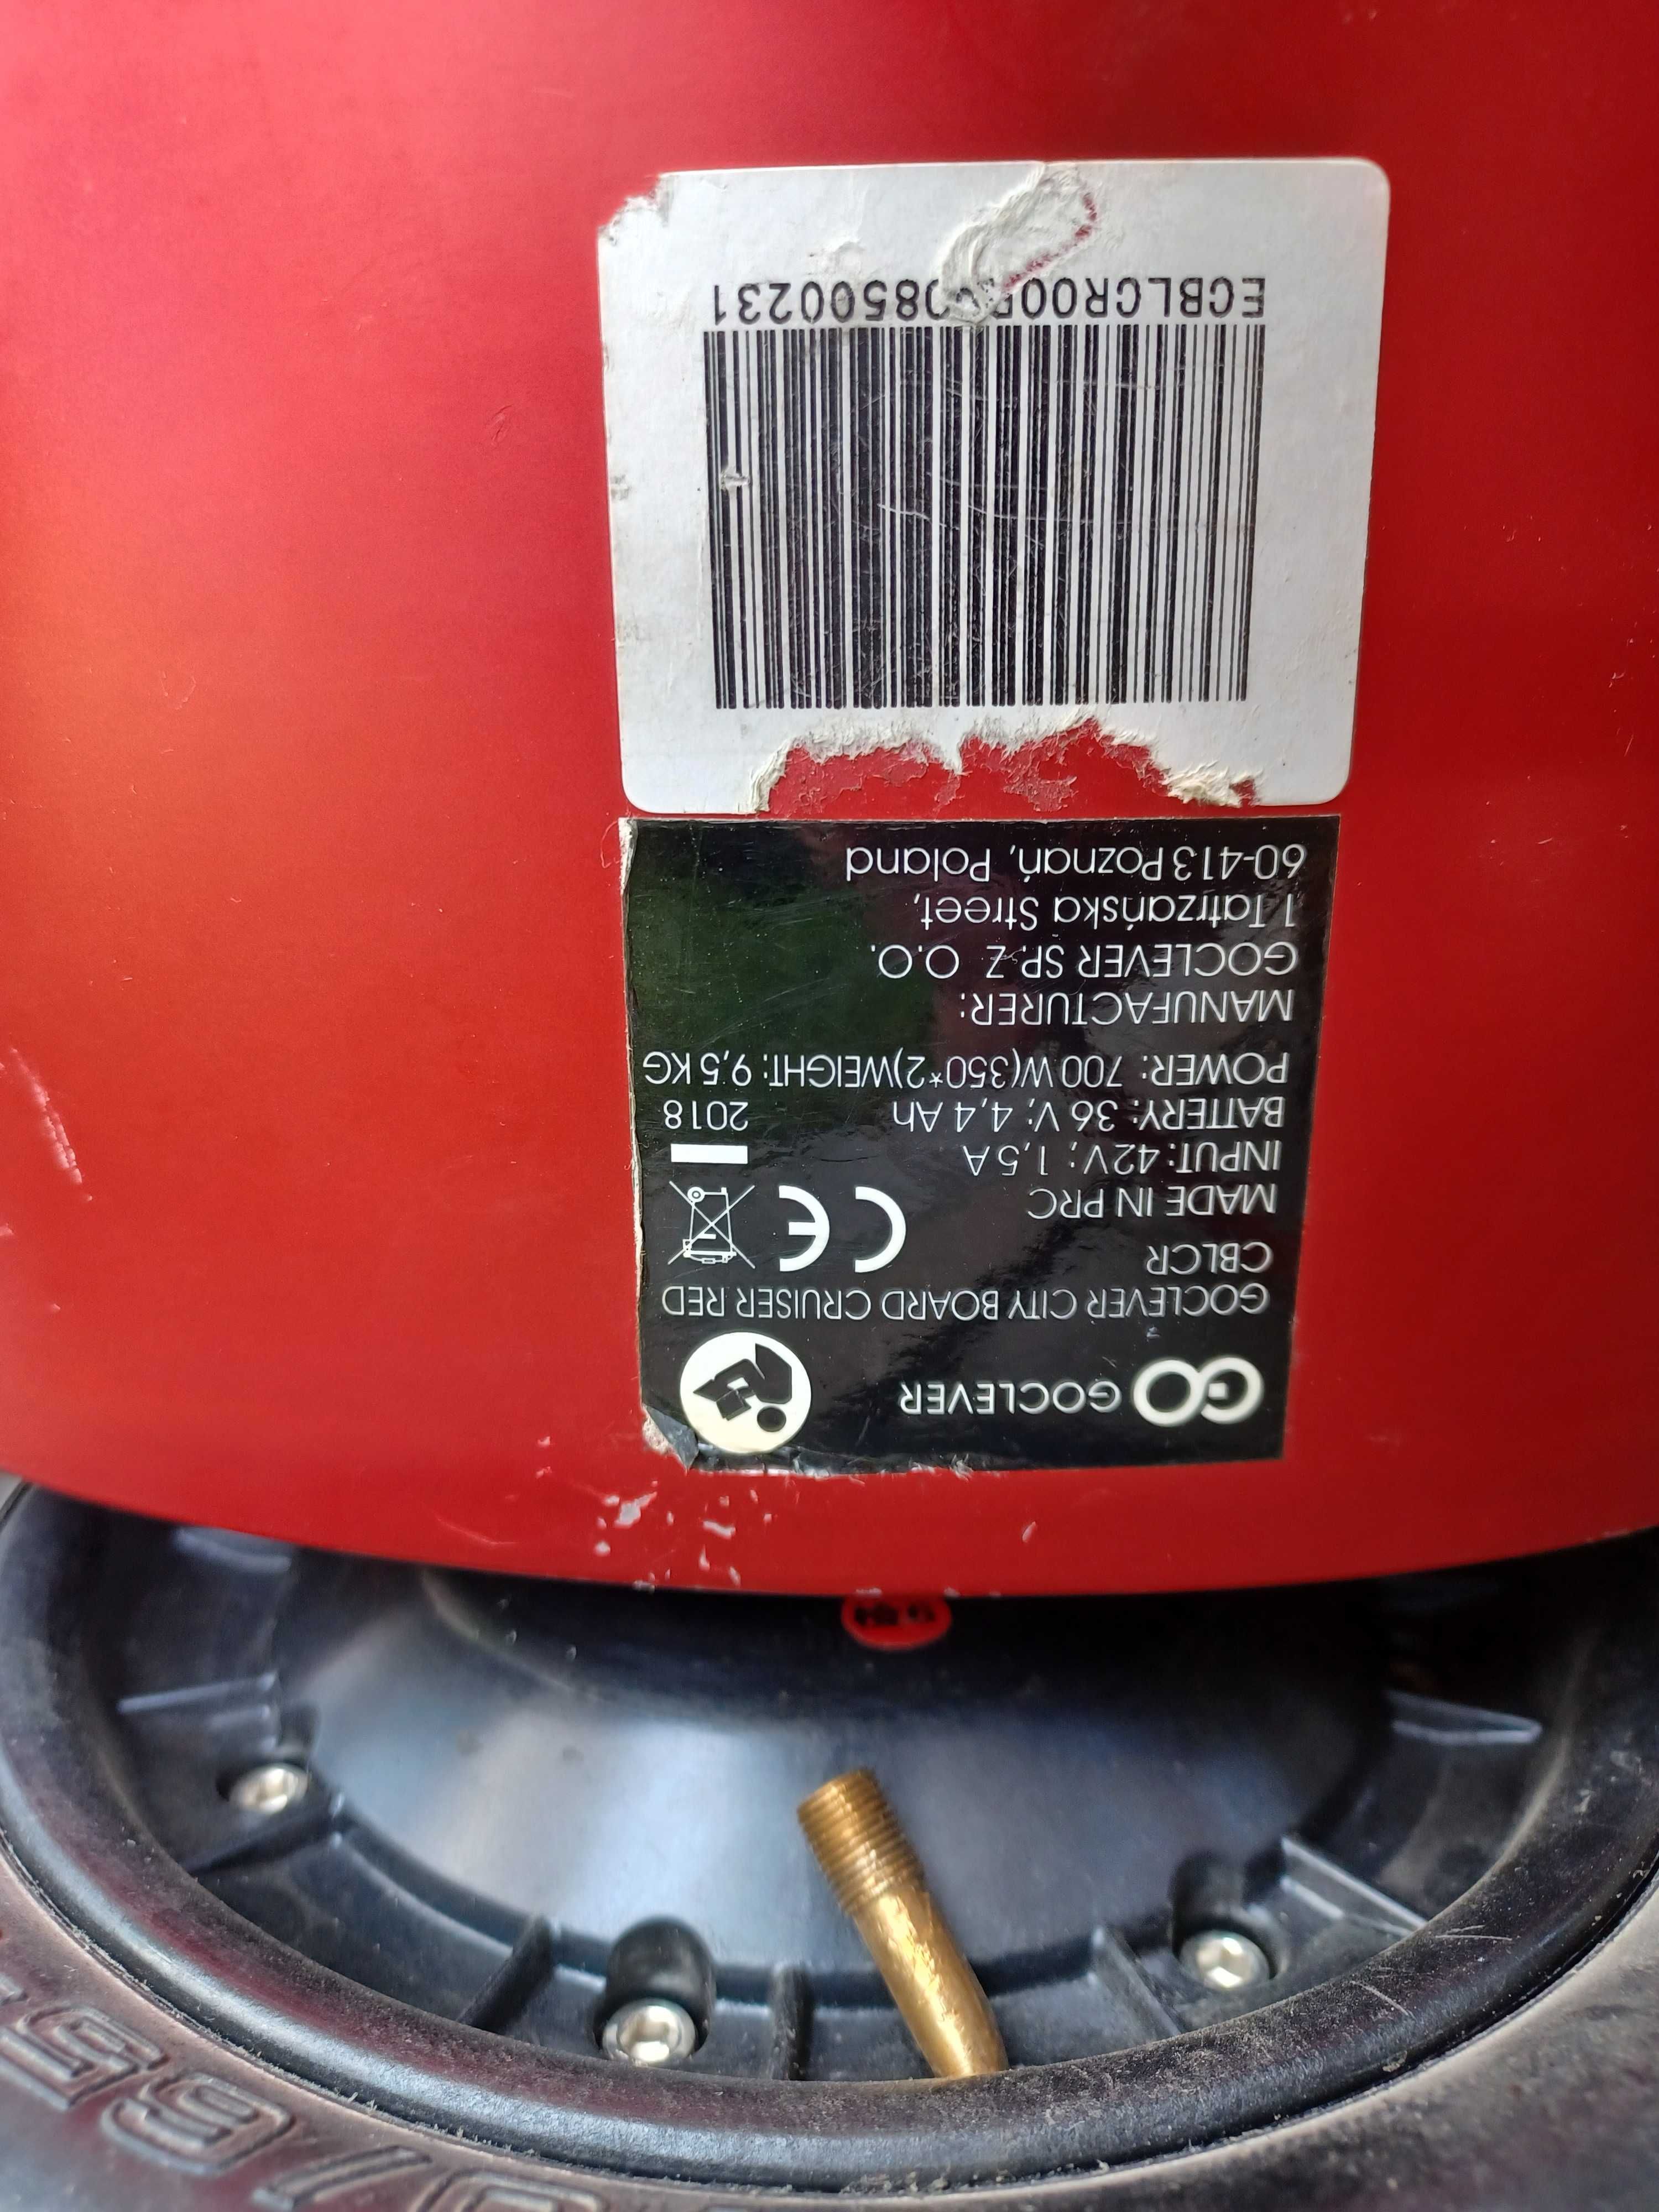 GOCLEVER
GOCLEVER CITY BOARD CRUISER RED
CBLCR
MADE IN PRC
INPUT: 42V; 1,5 A
BATTERY: 36 V; 4,4 Ah
2018
POWER: 700 W(350*2)WEIGHT: 9,5 KG
MANUFACTURER:
GOCLEVER SP. Z O.O.
1 Tatrzańska Street,
60-413 Poznań, Poland